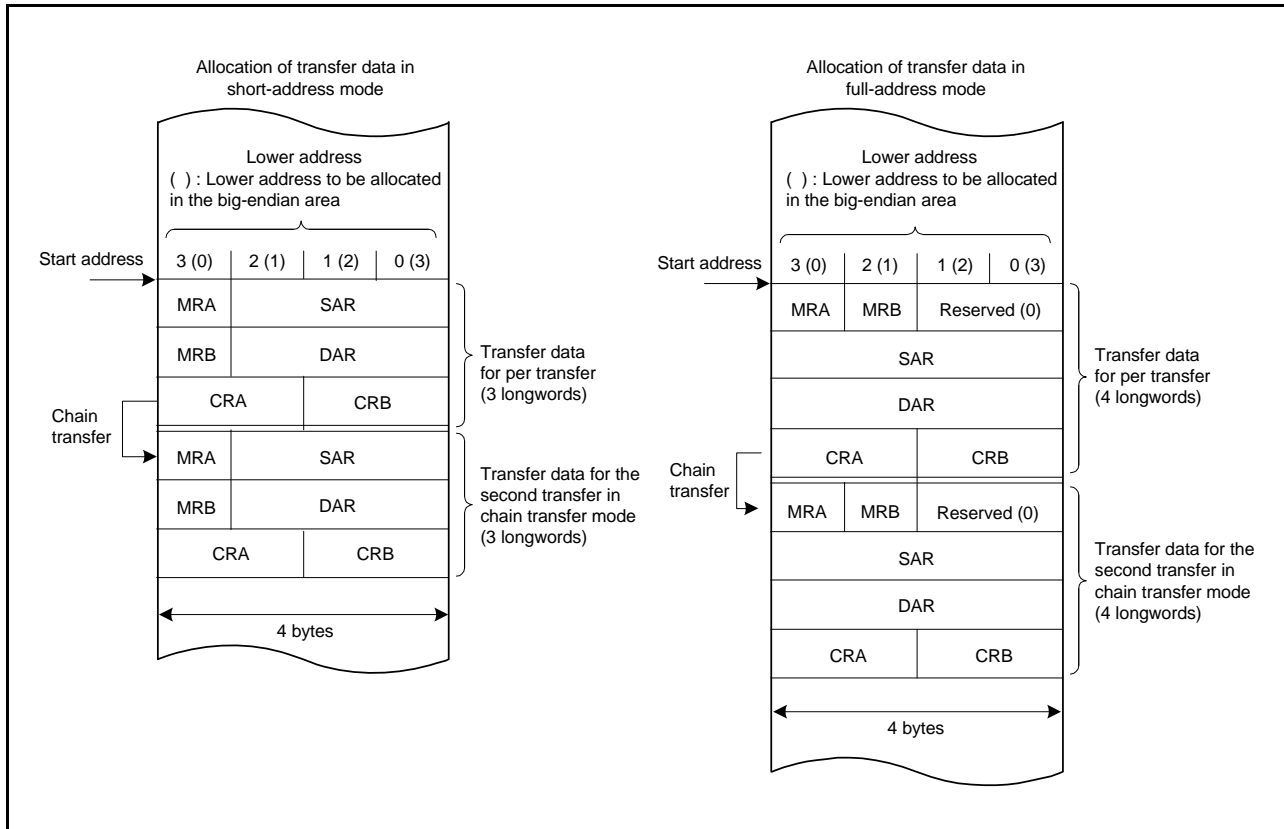 Allocation of transfer data in
short-address mode
Lower address
( ) : Lower address to be allocated
in the big-endian area
Start address
3 (0) 2 (1) 1 (2) 0 (3)
MRA SAR
MRB DAR
CRA CRB
Transfer data
for per transfer
(3 longwords)
Chain
transfer
MRA SAR
MRB DAR
CRA CRB
Transfer data for the
second transfer in
chain transfer mode
(3 longwords)
4 bytes
Allocation of transfer data in
full-address mode
Lower address
( ) : Lower address to be allocated
in the big-endian area
Start address
3 (0) 2 (1) 1 (2) 0 (3)
MRA MRB Reserved (0)
SAR
DAR
CRA CRB
Transfer data
for per transfer
(4 longwords)
Chain
transfer
MRA MRB Reserved (0)
SAR
DAR
CRA CRB
Transfer data for the
second transfer in
chain transfer mode
(4 longwords)
4 bytes